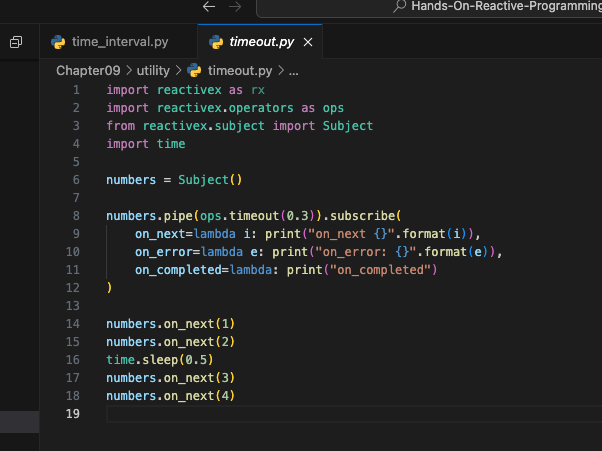 Hands-On-Reactive-Programming
time_interval.py
timeout.py
Chapter09 > utility > timeout.py > ...
1 import reactivex as rx
2 import reactivex.operators as ops
3 from reactivex.subject import Subject
4 import time
5
6 numbers = Subject()
7
8 numbers.pipe(ops.timeout(0.3)).subscribe(
9     on_next=lambda i: print("on_next {}".format(i)),
10     on_error=lambda e: print("on_error: {}".format(e)),
11     on_completed=lambda: print("on_completed")
12 )
13
14 numbers.on_next(1)
15 numbers.on_next(2)
16 time.sleep(0.5)
17 numbers.on_next(3)
18 numbers.on_next(4)
19